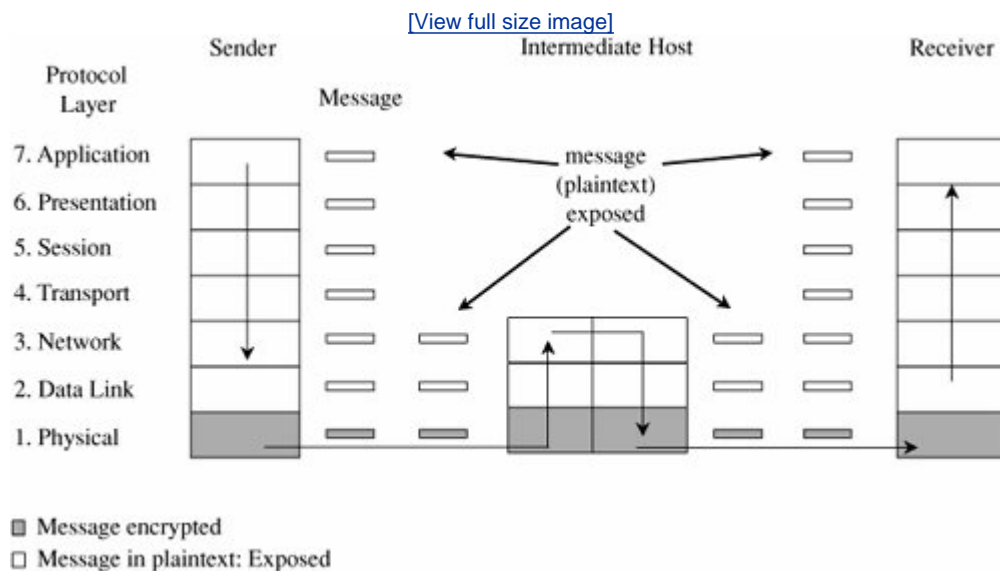 [View full size image]
Sender
Intermediate Host
Receiver
Protocol
Layer
Message
7. Application
6. Presentation
5. Session
4. Transport
3. Network
2. Data Link
1. Physical
message
(plaintext)
exposed
Message encrypted
Message in plaintext: Exposed